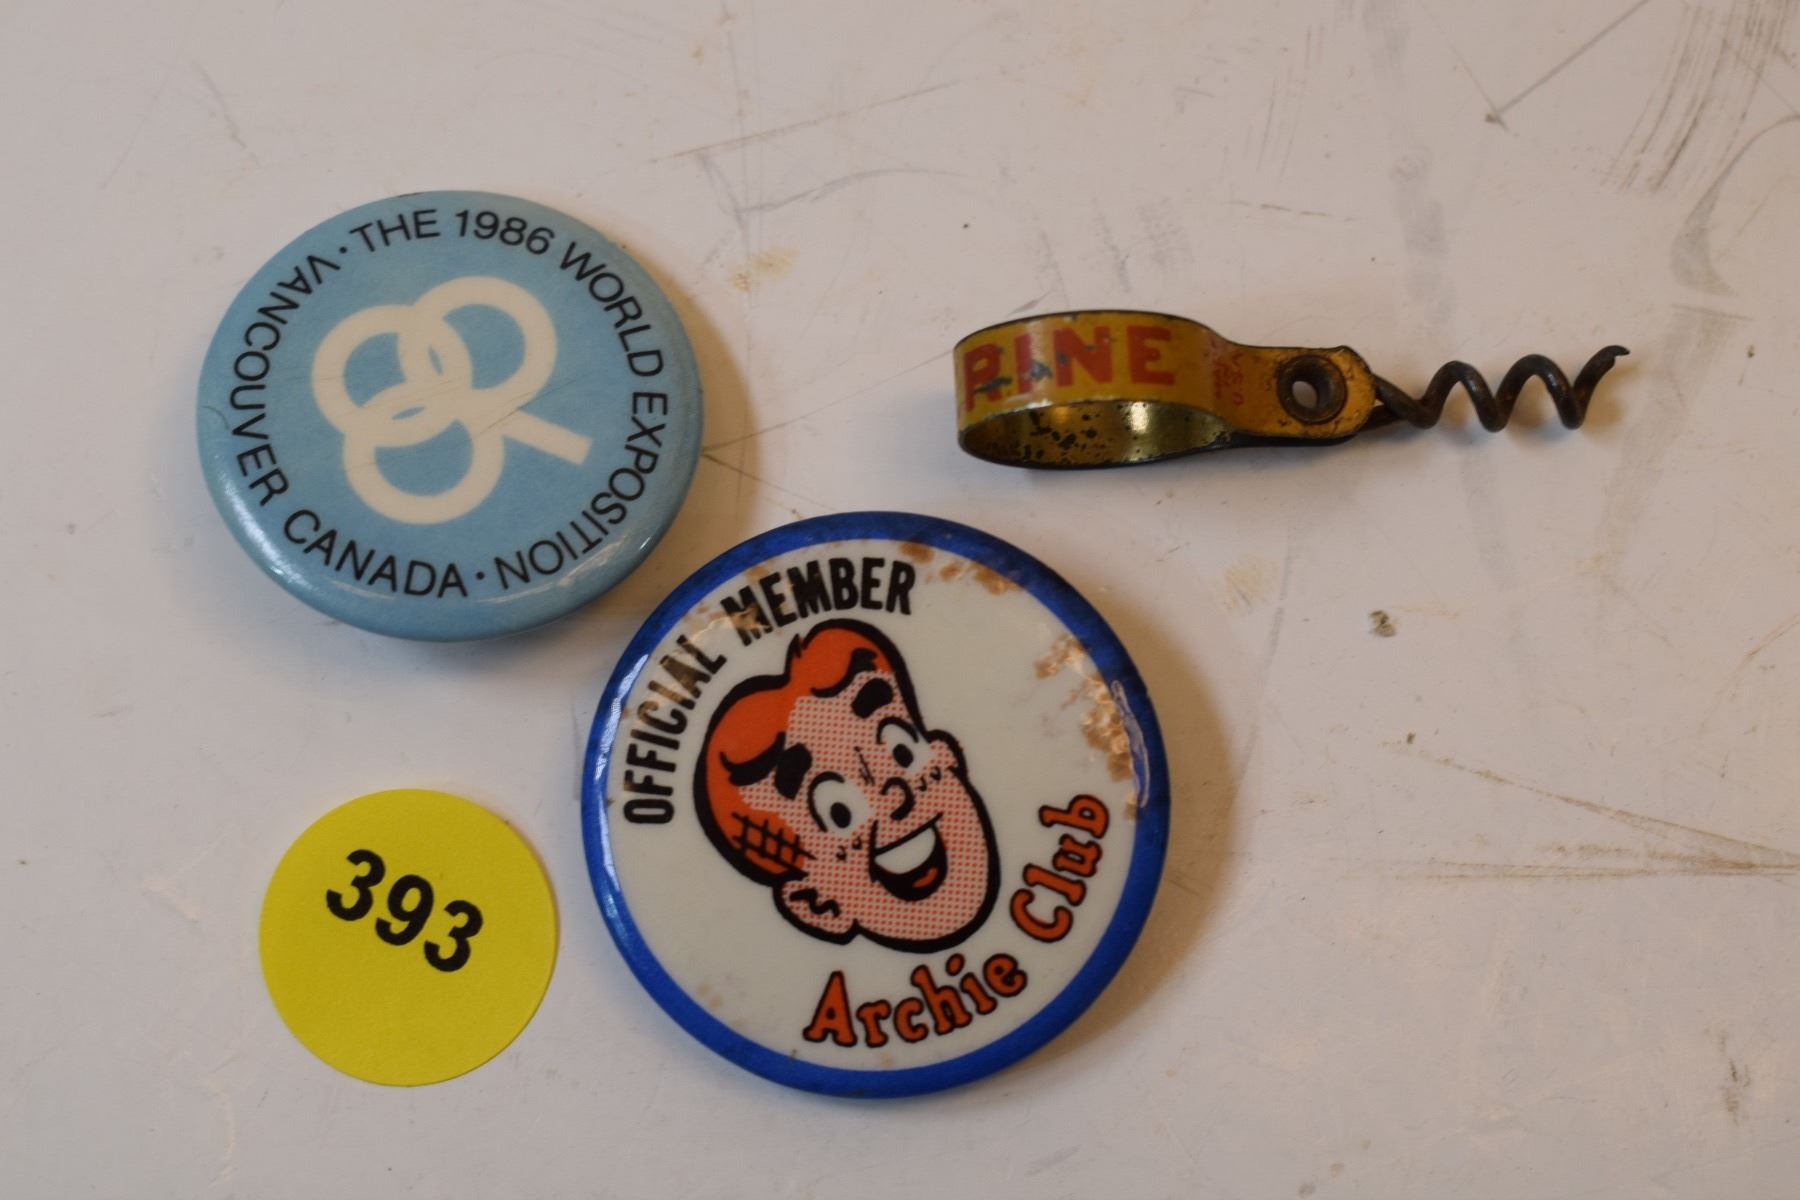 VANCOUVER CANADA · THE 1986 WORLD EXPOSITION ·
RINE
OFFICIAL MEMBER
Archie Club
393